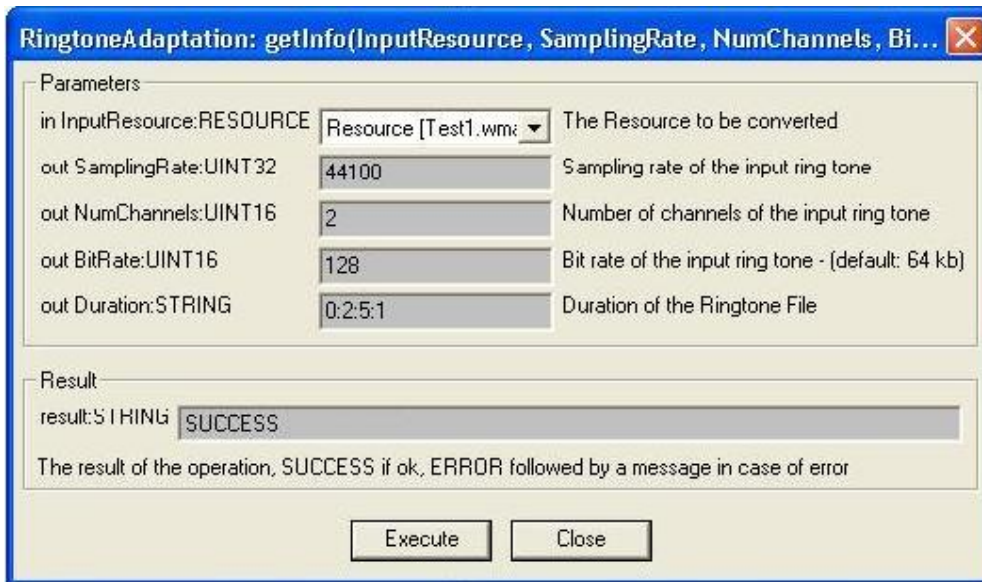 RingtoneAdaptation: getInfo(InputResource, SamplingRate, NumChannels, Bi...
Parameters
in InputResource:RESOURCE Resource [Test1.wma The Resource to be converted
out SamplingRate:UINT32 44100 Sampling rate of the input ring tone
out NumChannels:UINT16 2 Number of channels of the input ring tone
out BitRate:UINT16 128 Bit rate of the input ring tone - (default: 64 kb)
out Duration:STRING 0:2:5:1 Duration of the Ringtone File
Result
result:STRING SUCCESS
The result of the operation, SUCCESS if ok, ERROR followed by a message in case of error
Execute Close